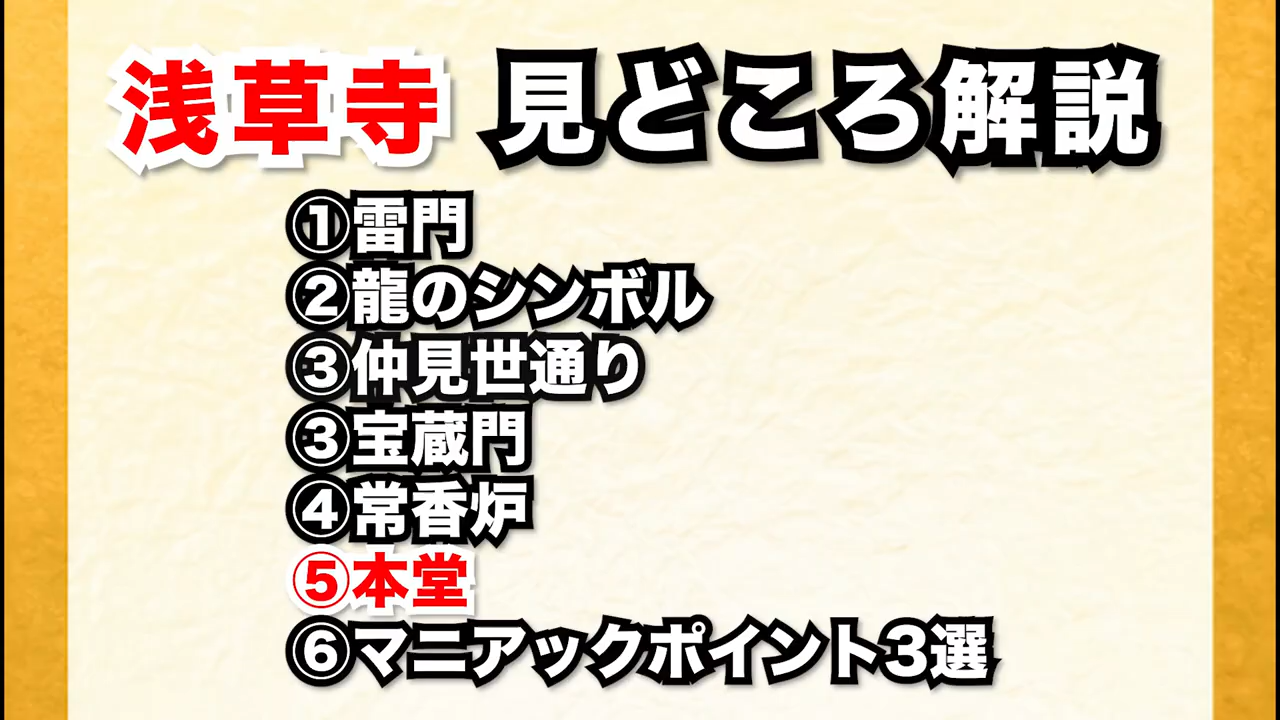 浅草寺 見どころ解説
①雷門
②龍のシンボル
③仲見世通り
③宝蔵門
④常香炉
⑤本堂
⑥マニアックポイント3選